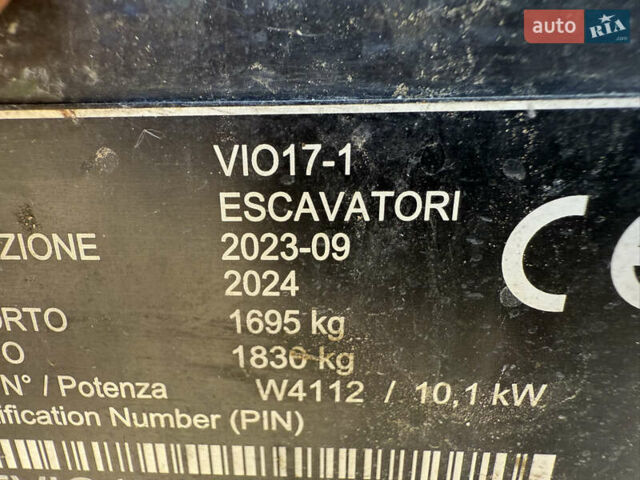 auto RIA .com
VIO17-1
ESCAVATORI
ZIONE 2023-09
2024
ORTO 1695 kg
O 1830 kg
N° / Potenza W4112 / 10,1 kW
ification Number (PIN)
CE